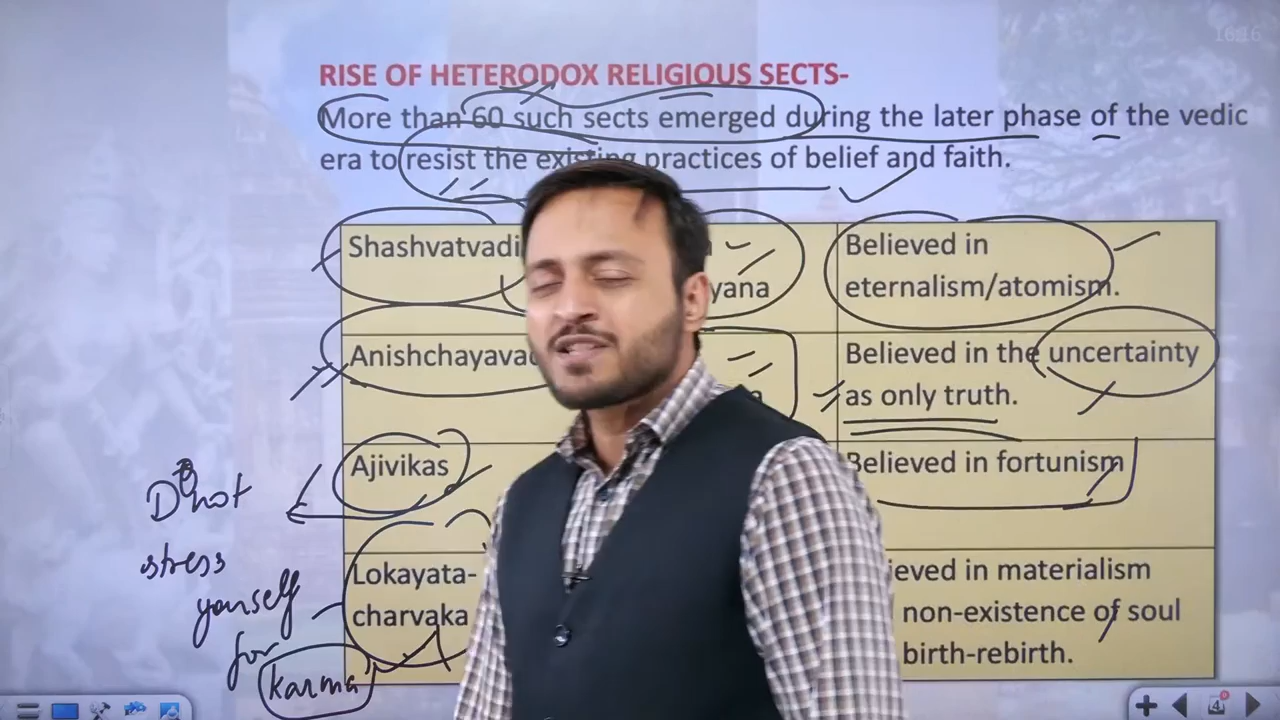 16:16
RISE OF HETERODOX RELIGIOUS SECTS-
More than 60 such sects emerged during the later phase of the vedic
era to resist the existing practices of belief and faith.
Shashvatvadi
yana
Believed in
eternalism/atomism.
Anishchayavad
Believed in the uncertainty
as only truth.
Ajivikas
Believed in fortunism
Lokayata-
charvaka
ieved in materialism
non-existence of soul
birth-rebirth.
not
stress
yourself
for
karma
4